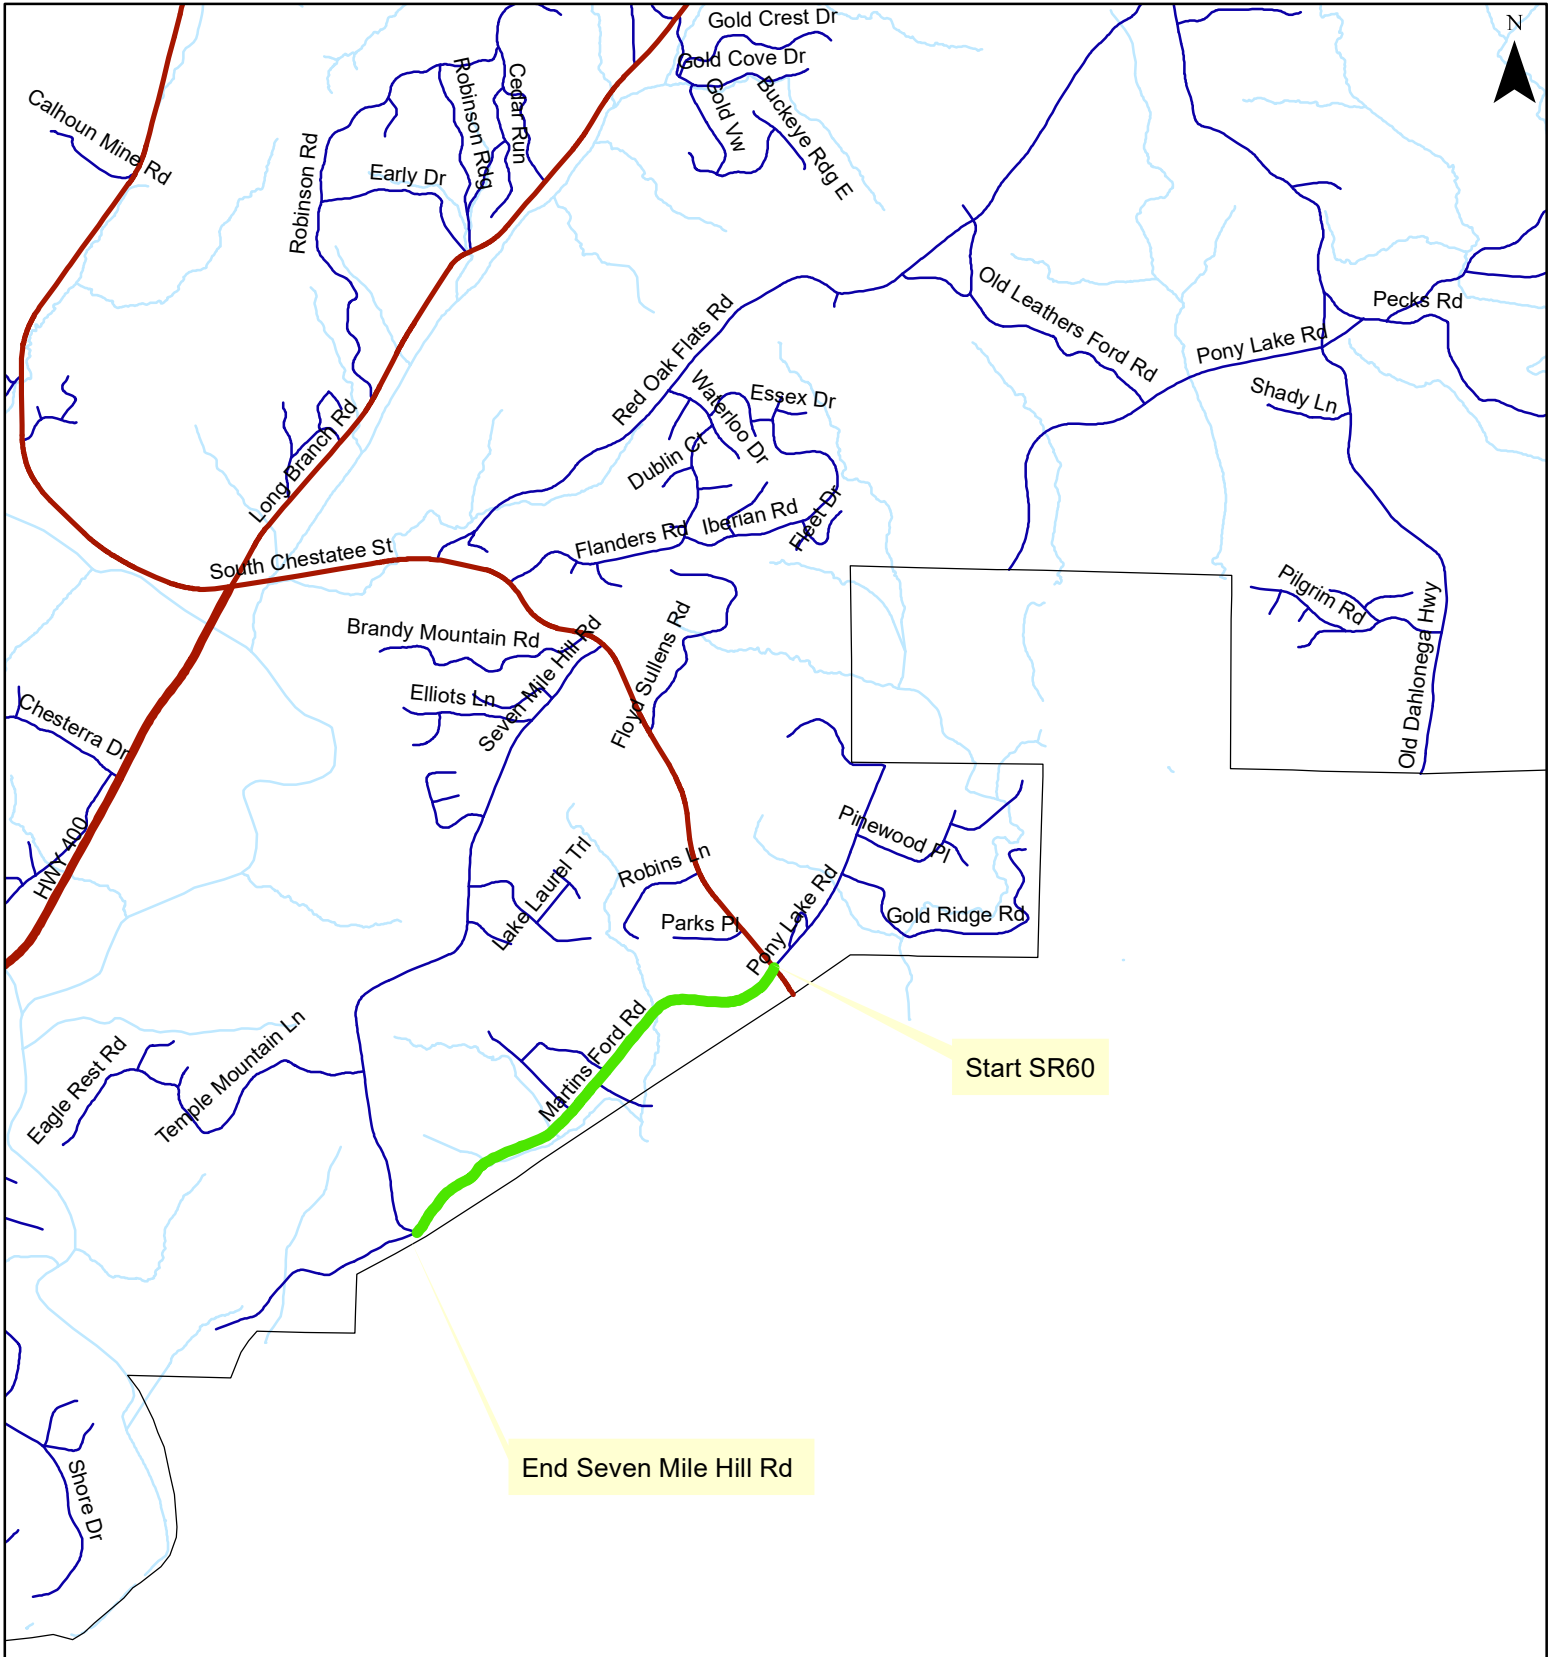 Gold Crest Dr
N
Gold Cove Dr
Calhoun Mine Rd
Robinson Rdg
Cedar Run
Gold Vw
Buckeye Rdg E
Robinson Rd
Early Dr
Old Leathers Ford Rd
Pecks Rd
Red Oak Flats Rd
Pony Lake Rd
Waterloo Dr
Essex Dr
Shady Ln
Long Branch Rd
Dublin Ct
Flanders Rd
Iberian Rd
Fleet Dr
South Chestatee St
Pilgrim Rd
Old Dahlonega Hwy
Brandy Mountain Rd
Seven Mile Hill Rd
Floyd Sullens Rd
Elliots Ln
Chesterra Dr
HWY 400
Pinewood Pl
Lake Laurel Trl
Robins Ln
Parks Pl
Pony Lake Rd
Gold Ridge Rd
Martins Ford Rd
Start SR60
Eagle Rest Rd
Temple Mountain Ln
End Seven Mile Hill Rd
Shore Dr